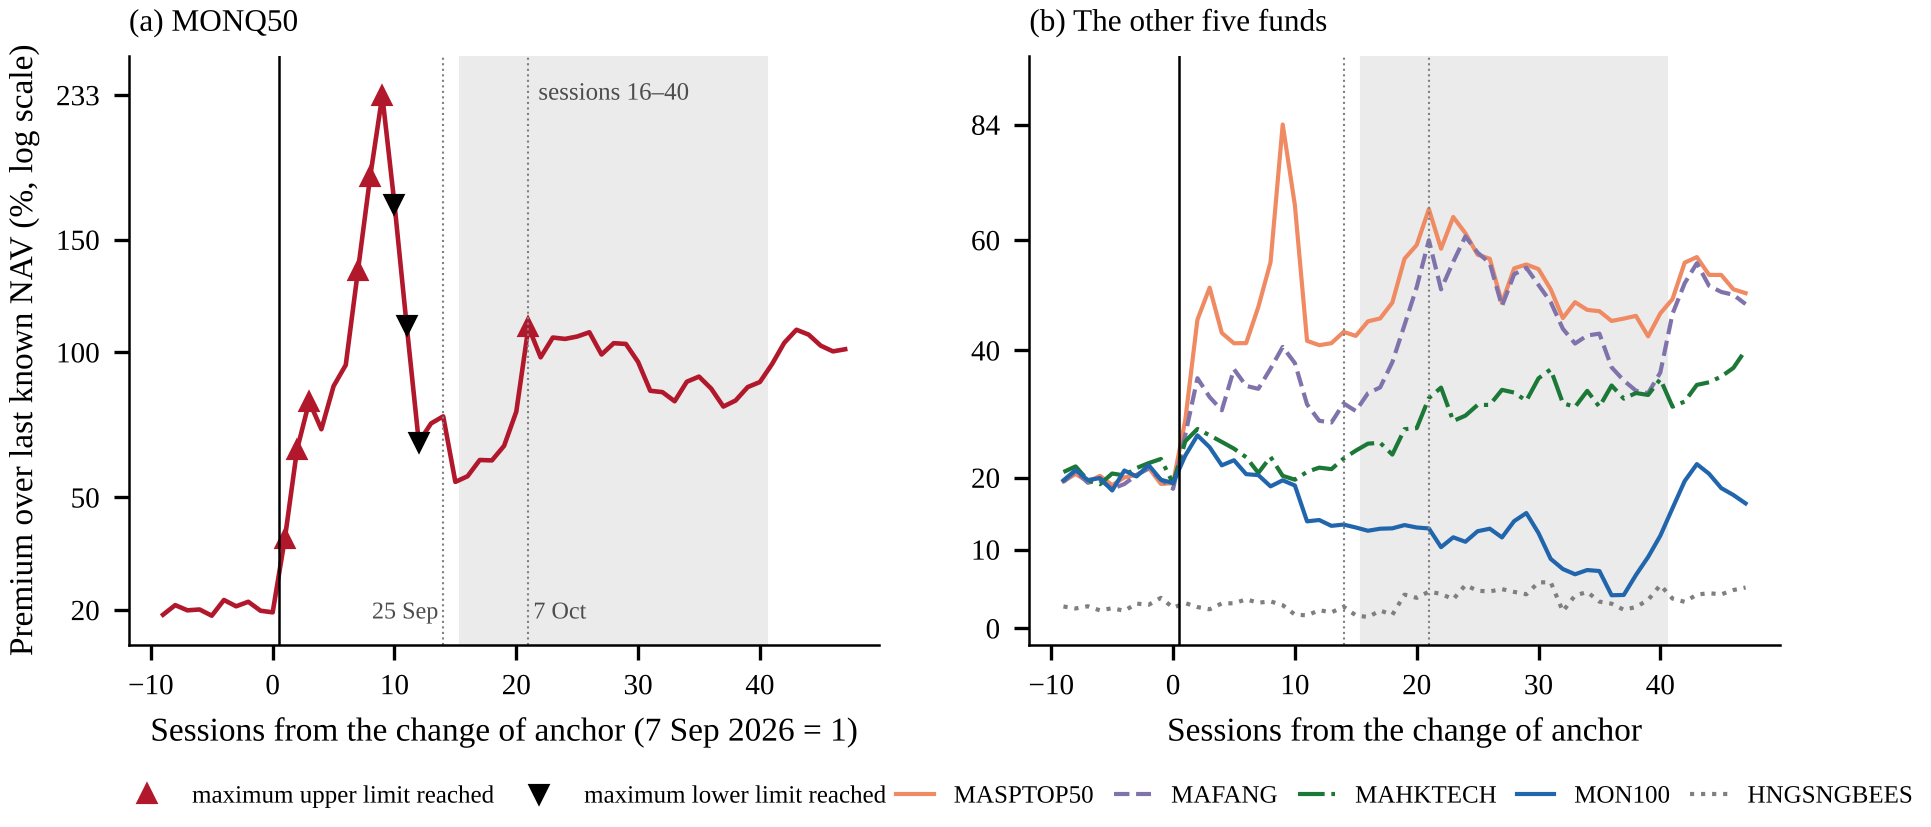 (a) MONQ50
(b) The other five funds
Premium over last known NAV (%, log scale)
233
150
100
50
20
sessions 16–40
25 Sep
7 Oct
−10
0
10
20
30
40
Sessions from the change of anchor (7 Sep 2026 = 1)
84
60
40
20
10
0
−10
0
10
20
30
40
Sessions from the change of anchor
maximum upper limit reached
maximum lower limit reached
MASPTOP50
MAFANG
MAHKTECH
MON100
HNGSNGBEES